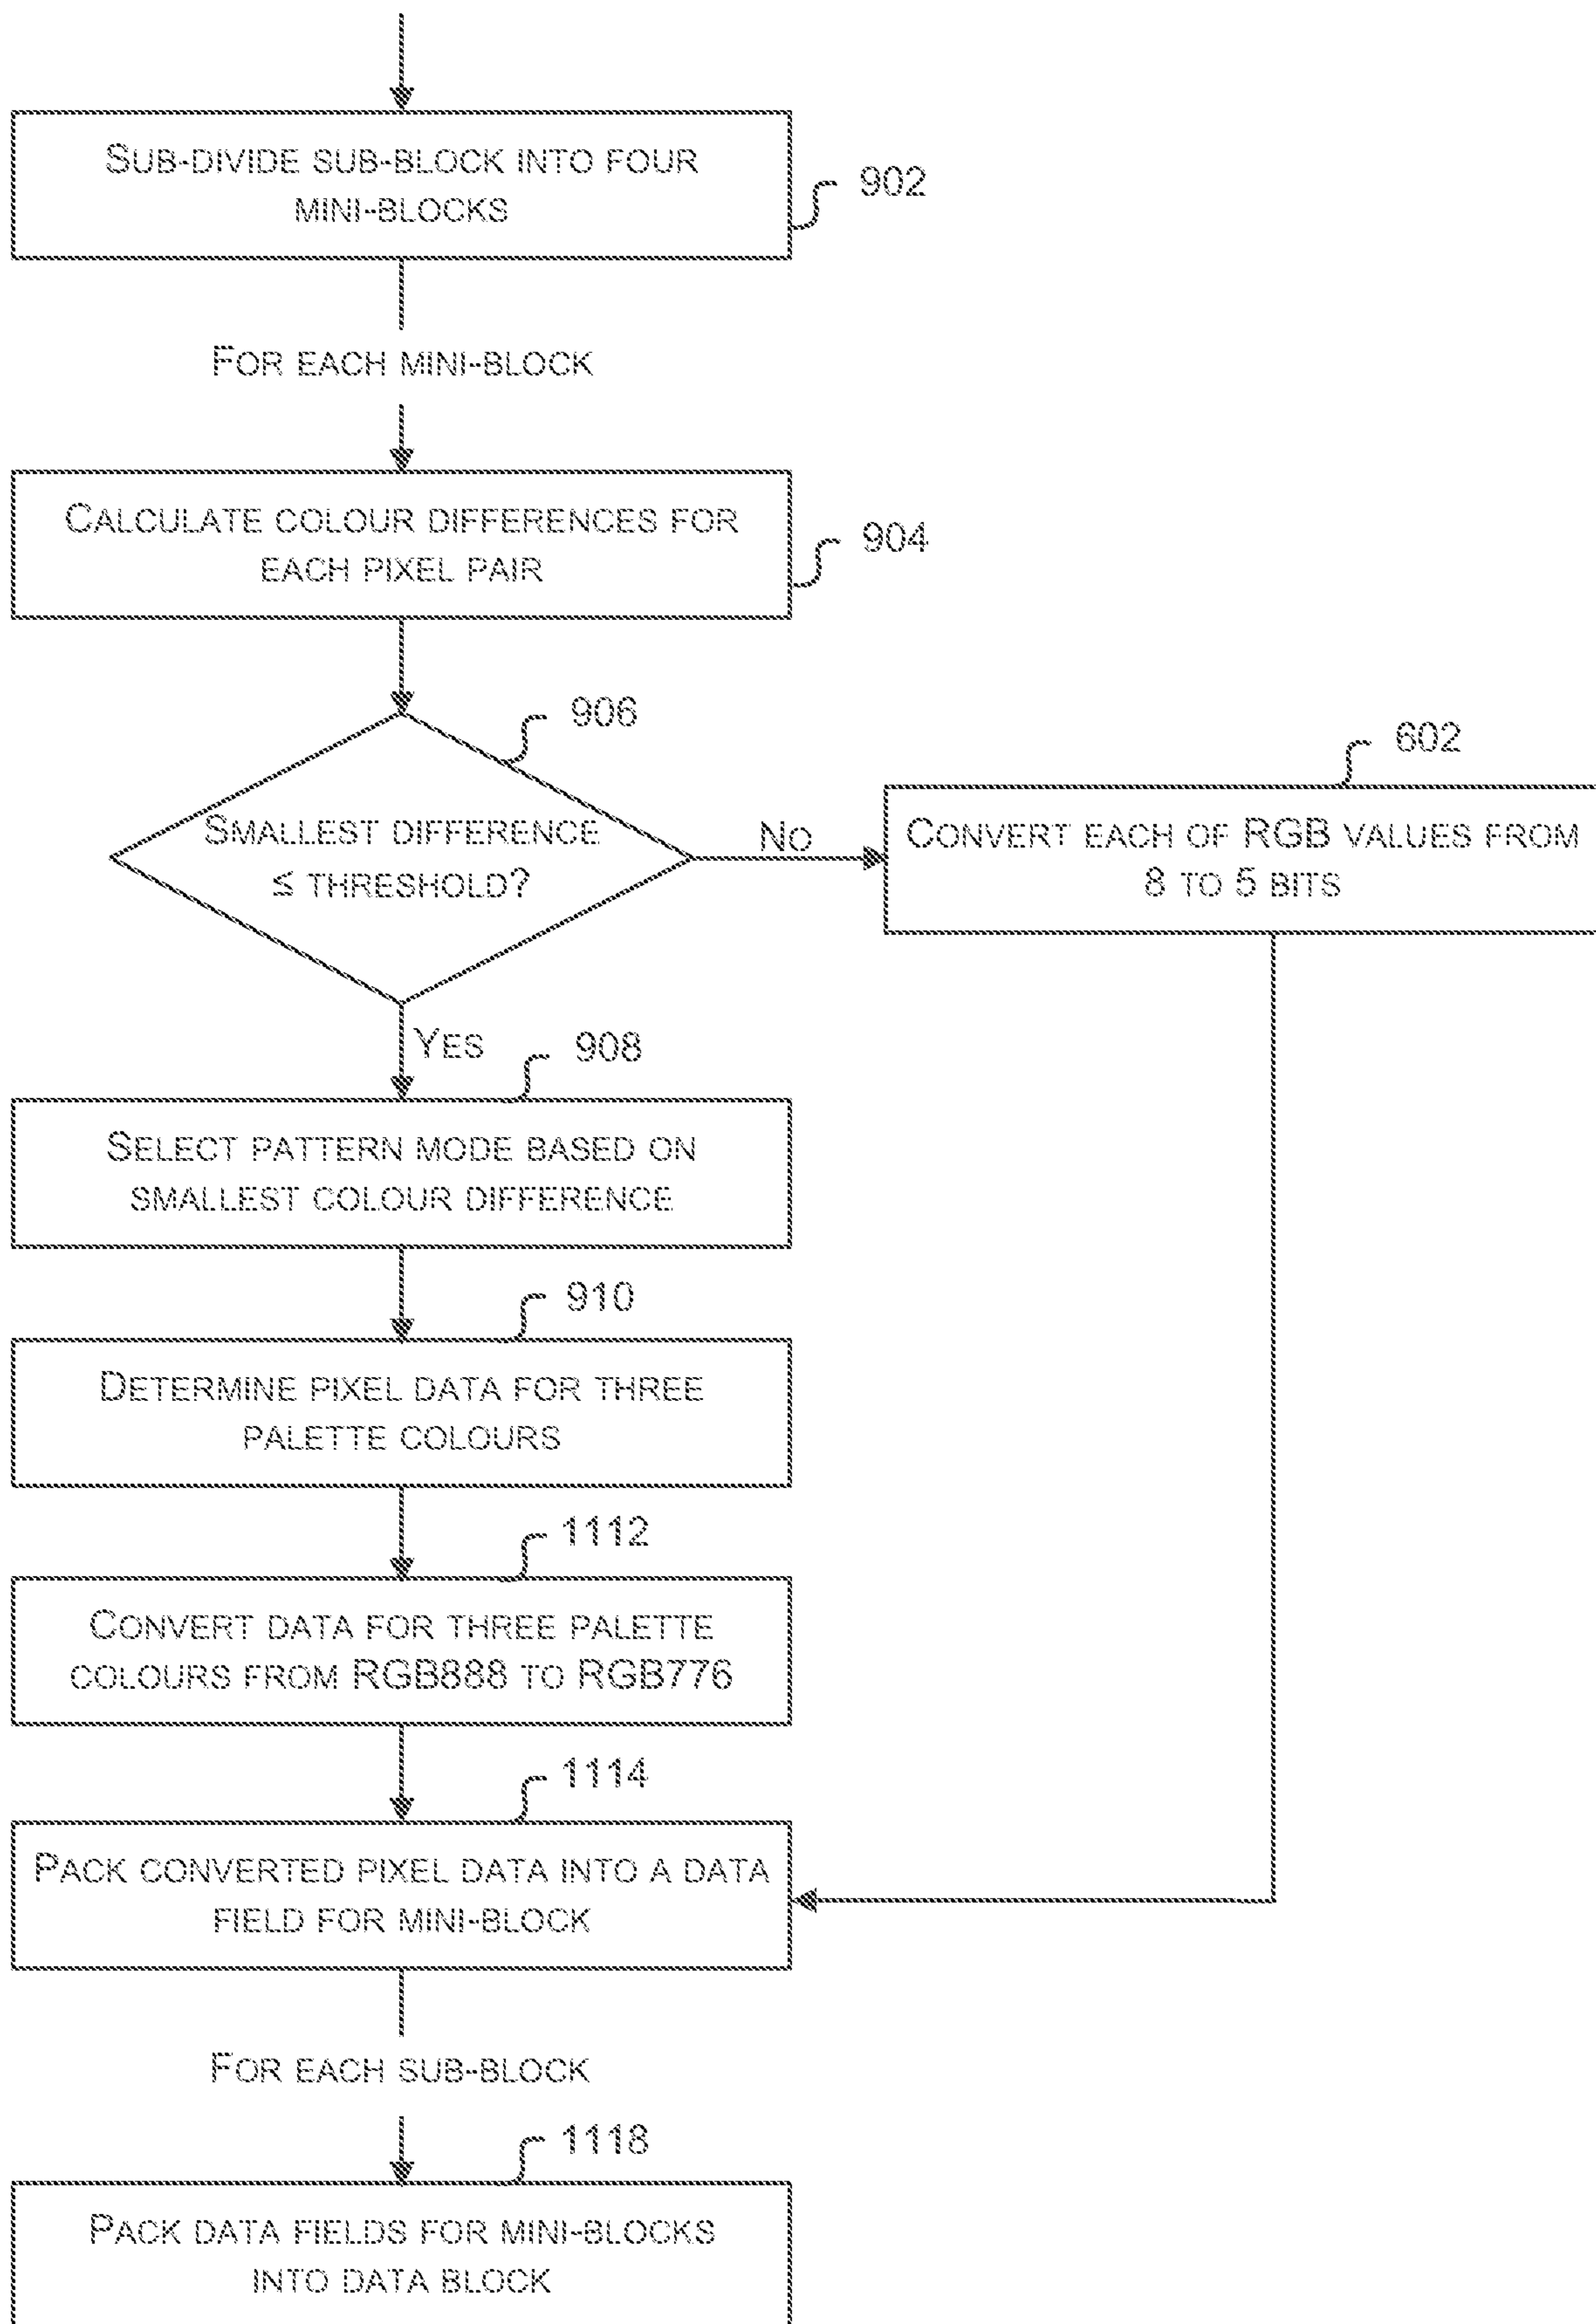 SUB-DIVIDE SUB-BLOCK INTO FOUR
MINI-BLOCKS
902
FOR EACH MINI-BLOCK
CALCULATE COLOUR DIFFERENCES FOR
EACH PIXEL PAIR
904
906
SMALLEST DIFFERENCE
≤ THRESHOLD?
NO
602
CONVERT EACH OF RGB VALUES FROM
8 TO 5 BITS
YES
908
SELECT PATTERN MODE BASED ON
SMALLEST COLOUR DIFFERENCE
910
DETERMINE PIXEL DATA FOR THREE
PALETTE COLOURS
1112
CONVERT DATA FOR THREE PALETTE
COLOURS FROM RGB888 TO RGB776
1114
PACK CONVERTED PIXEL DATA INTO A DATA
FIELD FOR MINI-BLOCK
FOR EACH SUB-BLOCK
1118
PACK DATA FIELDS FOR MINI-BLOCKS
INTO DATA BLOCK